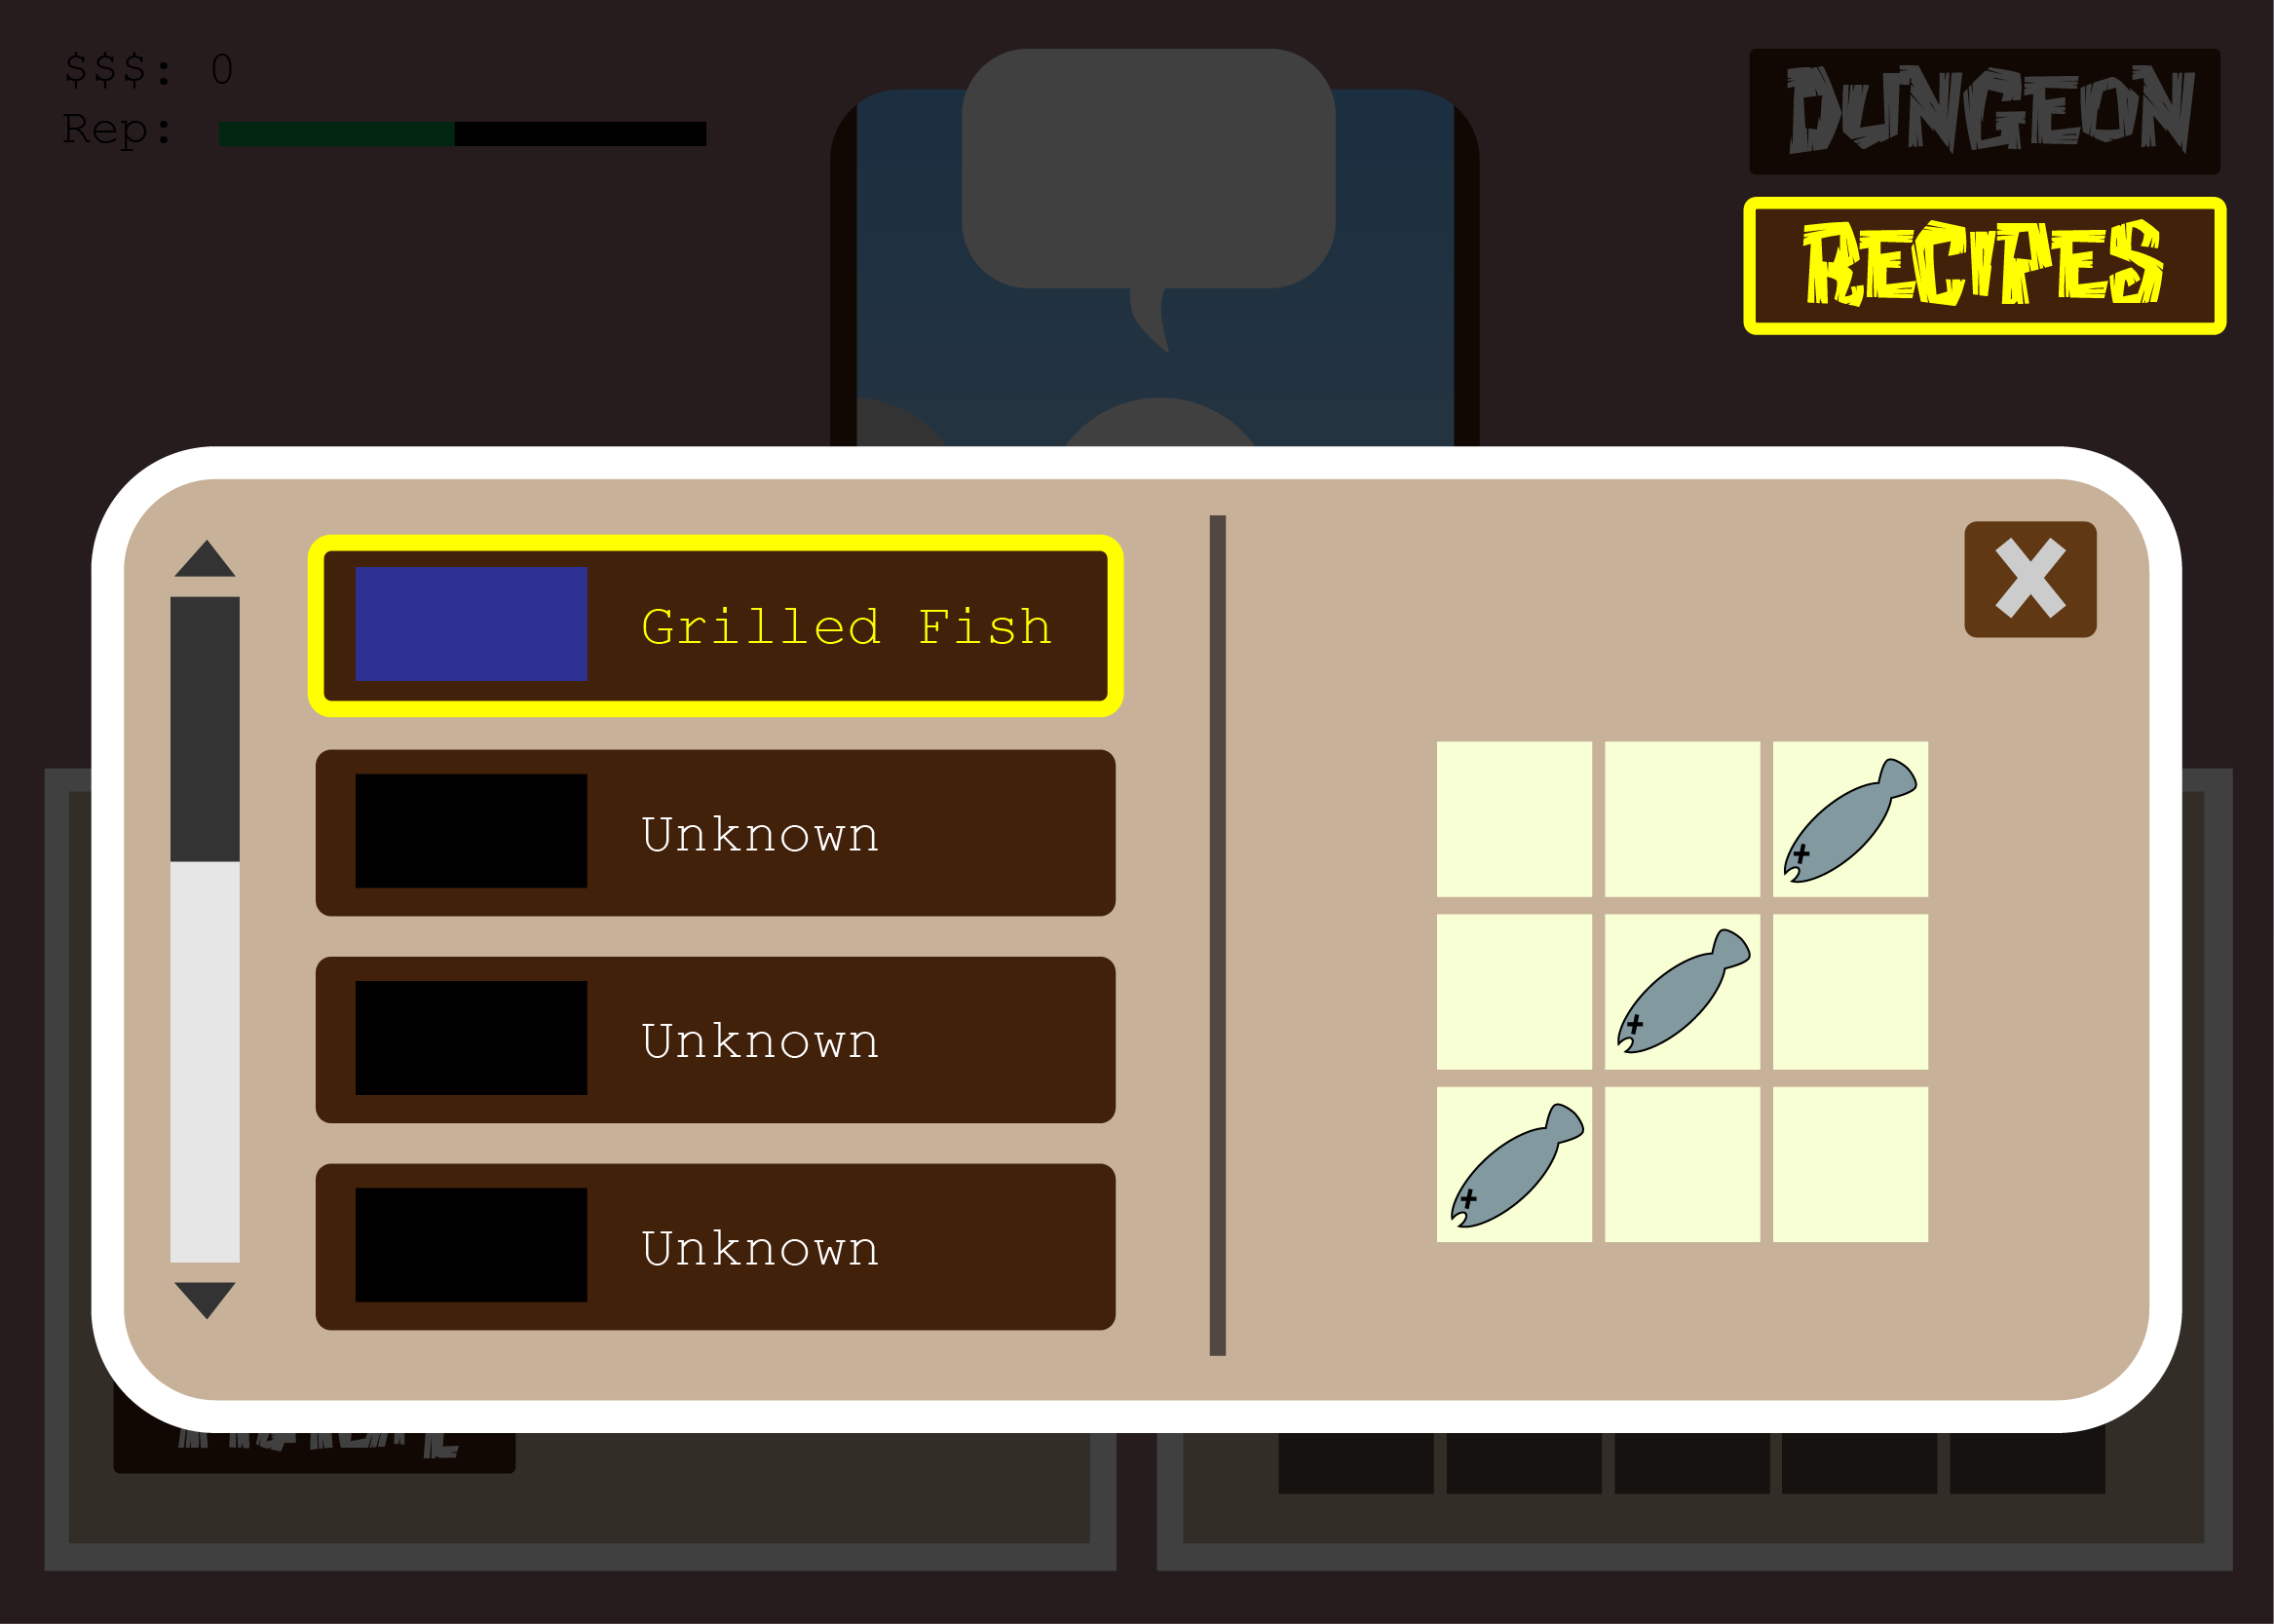 $$$: 0
Rep:
DUNGEON
RECIPES
Grilled Fish
Unknown
Unknown
Unknown
X